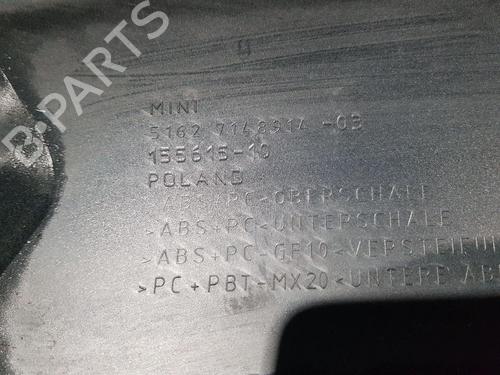 MINI
5162 7148914 -03
155615-10
POLAND
>ABS+PC<OBERSCHALE
>ABS+PC<UNTERSCHALE
>ABS+PC-GF10<VERSTEIFUN
>PC+PBT-MX20<UNTERE AB
B-PARTS